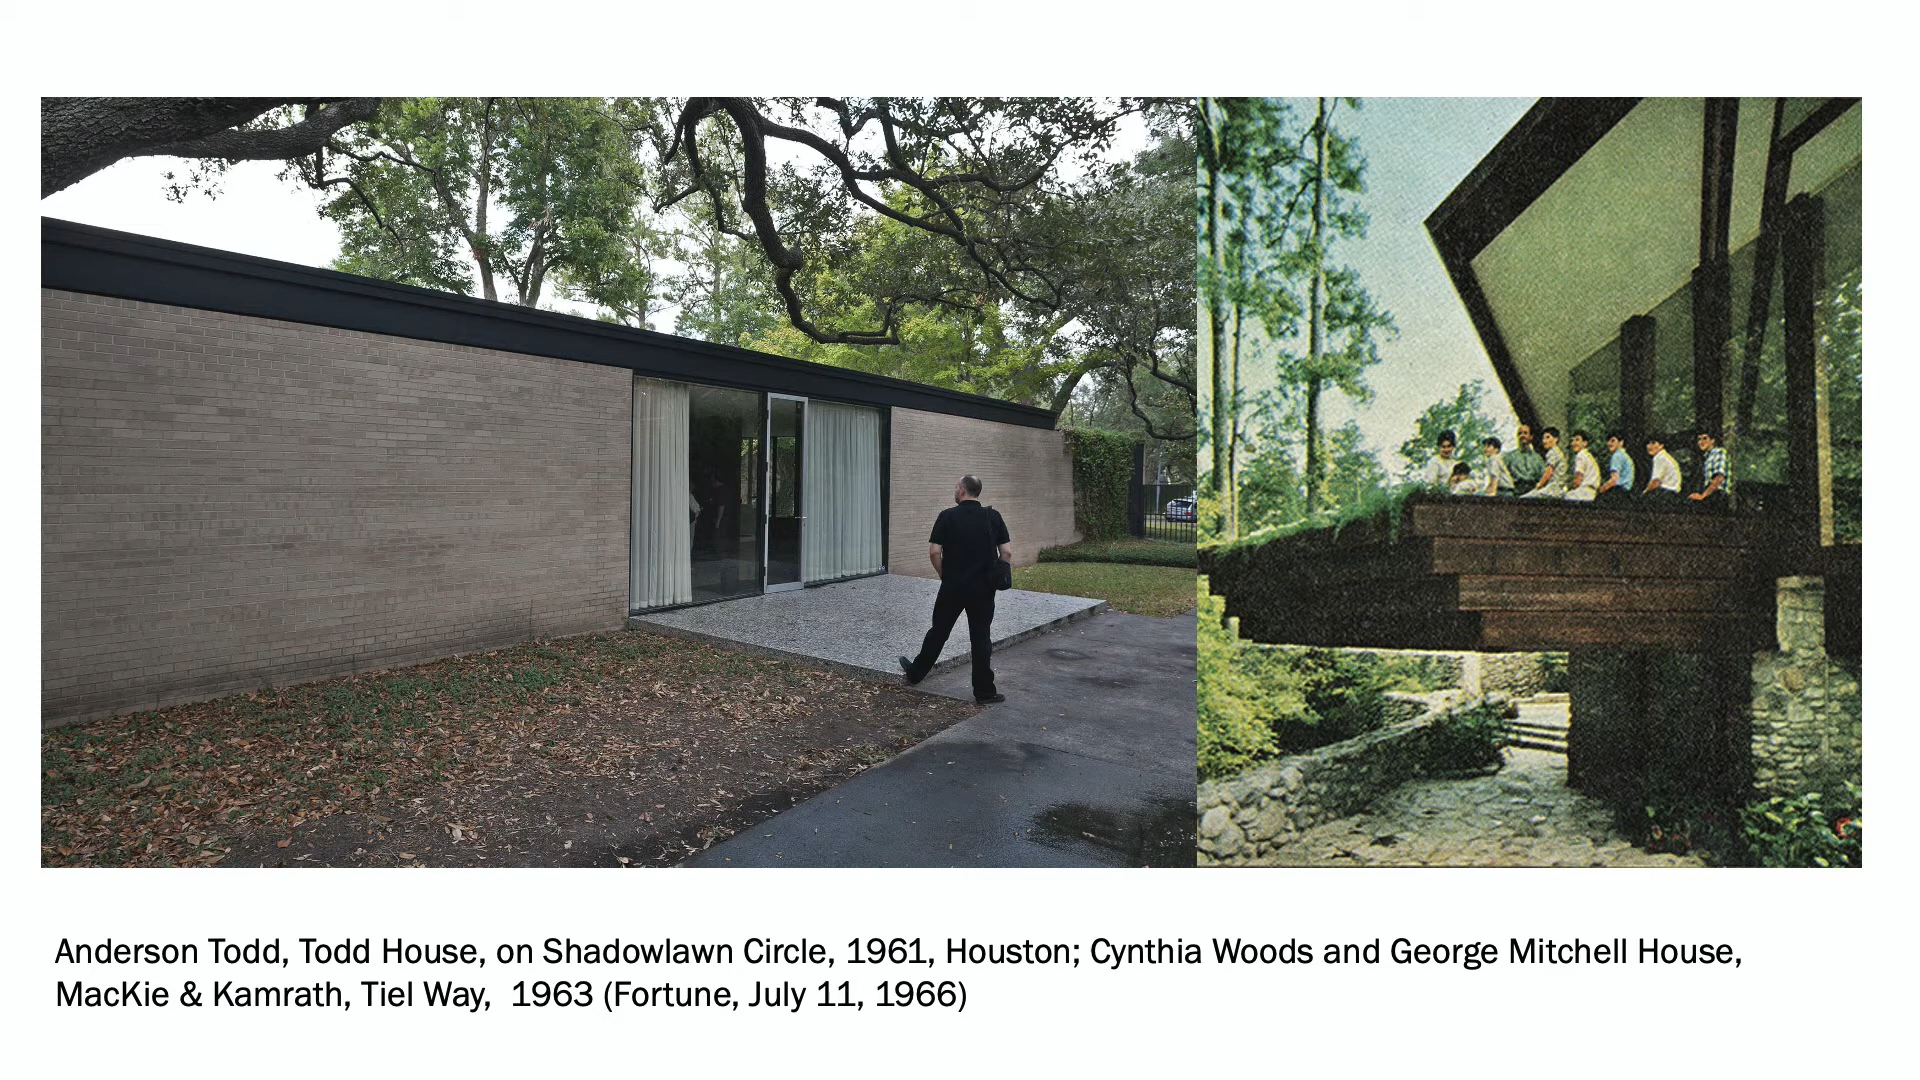 Anderson Todd, Todd House, on Shadowlawn Circle, 1961, Houston; Cynthia Woods and George Mitchell House,
MacKie & Kamrath, Tiel Way,  1963 (Fortune, July 11, 1966)